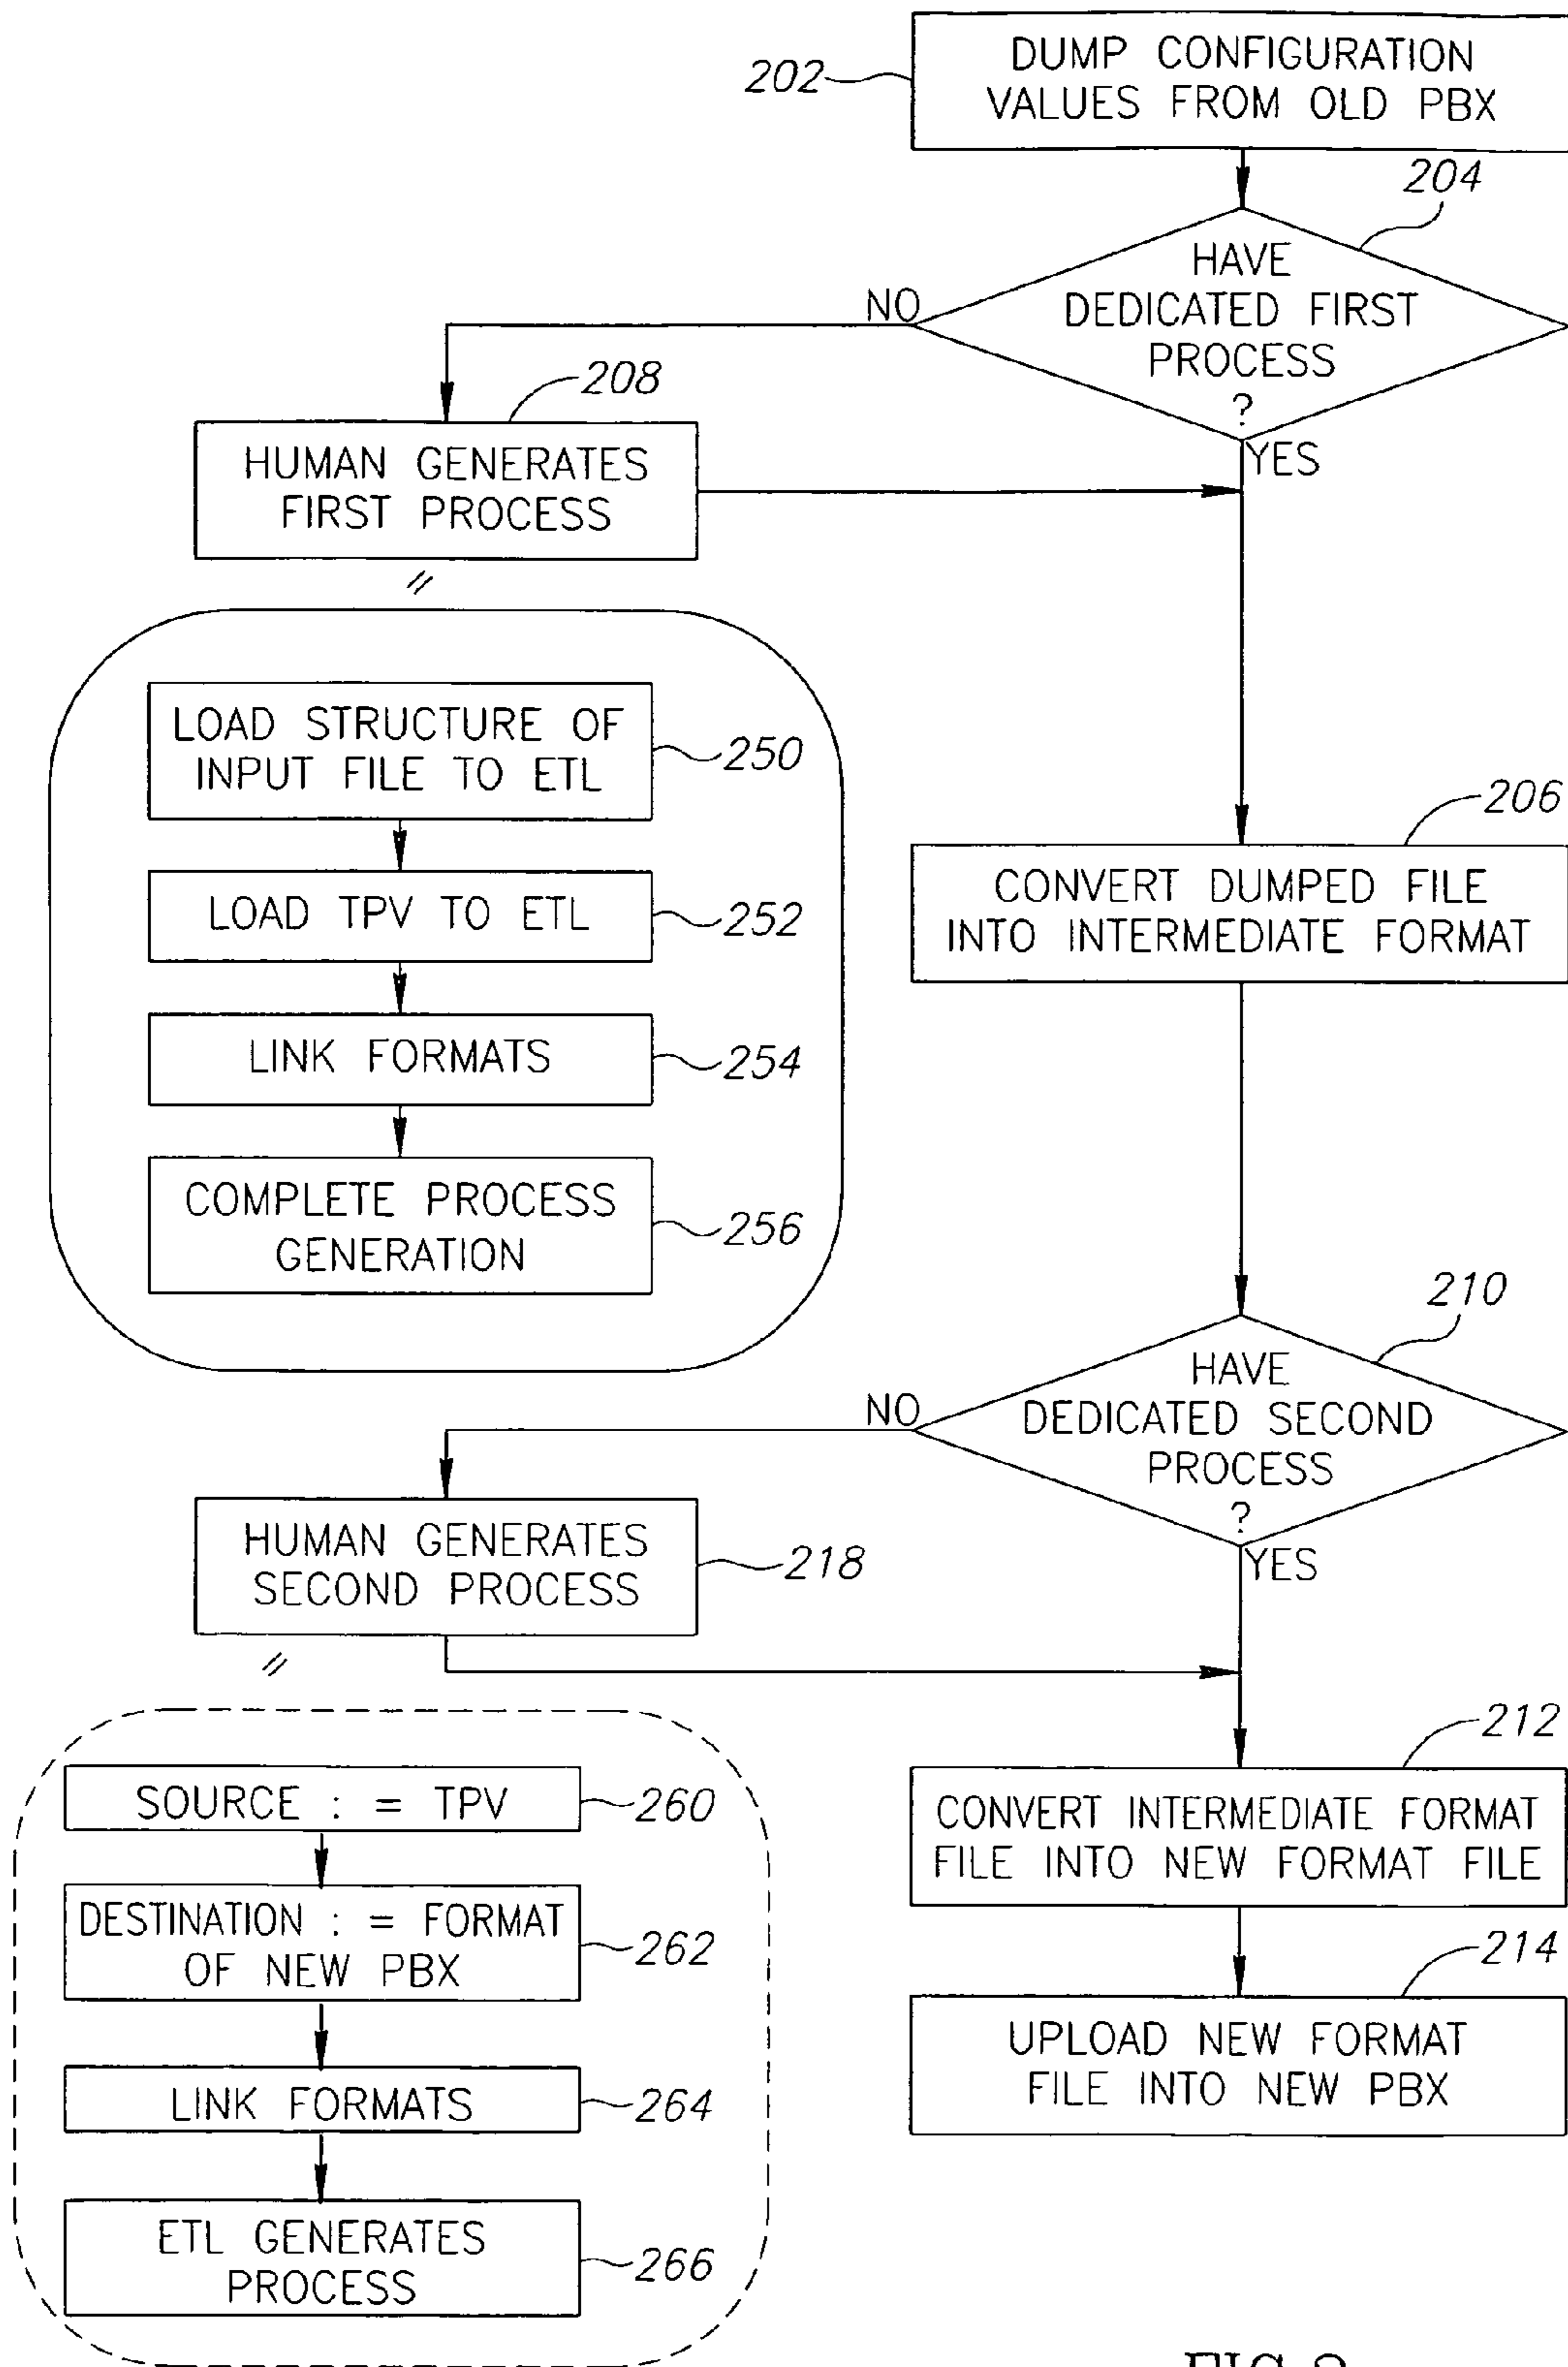 202
DUMP CONFIGURATION
VALUES FROM OLD PBX
204
HAVE
DEDICATED FIRST
PROCESS
?
NO
YES
208
HUMAN GENERATES
FIRST PROCESS
//
LOAD STRUCTURE OF
INPUT FILE TO ETL
250
LOAD TPV TO ETL
252
LINK FORMATS
254
COMPLETE PROCESS
GENERATION
256
206
CONVERT DUMPED FILE
INTO INTERMEDIATE FORMAT
210
HAVE
DEDICATED SECOND
PROCESS
?
NO
YES
HUMAN GENERATES
SECOND PROCESS
218
//
SOURCE : = TPV
260
DESTINATION : = FORMAT
OF NEW PBX
262
LINK FORMATS
264
ETL GENERATES
PROCESS
266
212
CONVERT INTERMEDIATE FORMAT
FILE INTO NEW FORMAT FILE
214
UPLOAD NEW FORMAT
FILE INTO NEW PBX